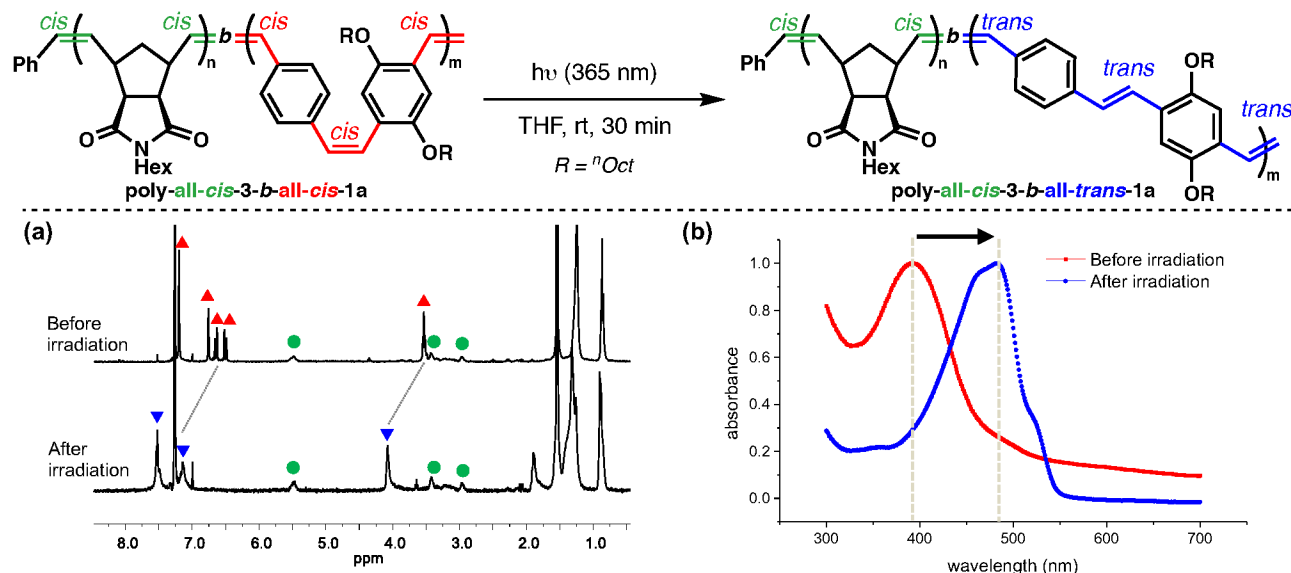 cis
cis
cis
Ph
n
b
RO
m
cis
OR
O
N
O
Hex
poly-all-cis-3-b-all-cis-1a
hυ (365 nm)
THF, rt, 30 min
R = ⁿOct
cis
cis
trans
Ph
n
b
trans
OR
trans
m
OR
O
N
O
Hex
poly-all-cis-3-b-all-trans-1a
(a)
Before
irradiation
After
irradiation
8.0 7.0 6.0 5.0 4.0 3.0 2.0 1.0
ppm
(b)
Before irradiation
After irradiation
absorbance
1.0
0.8
0.6
0.4
0.2
0.0
300 400 500 600 700
wavelength (nm)